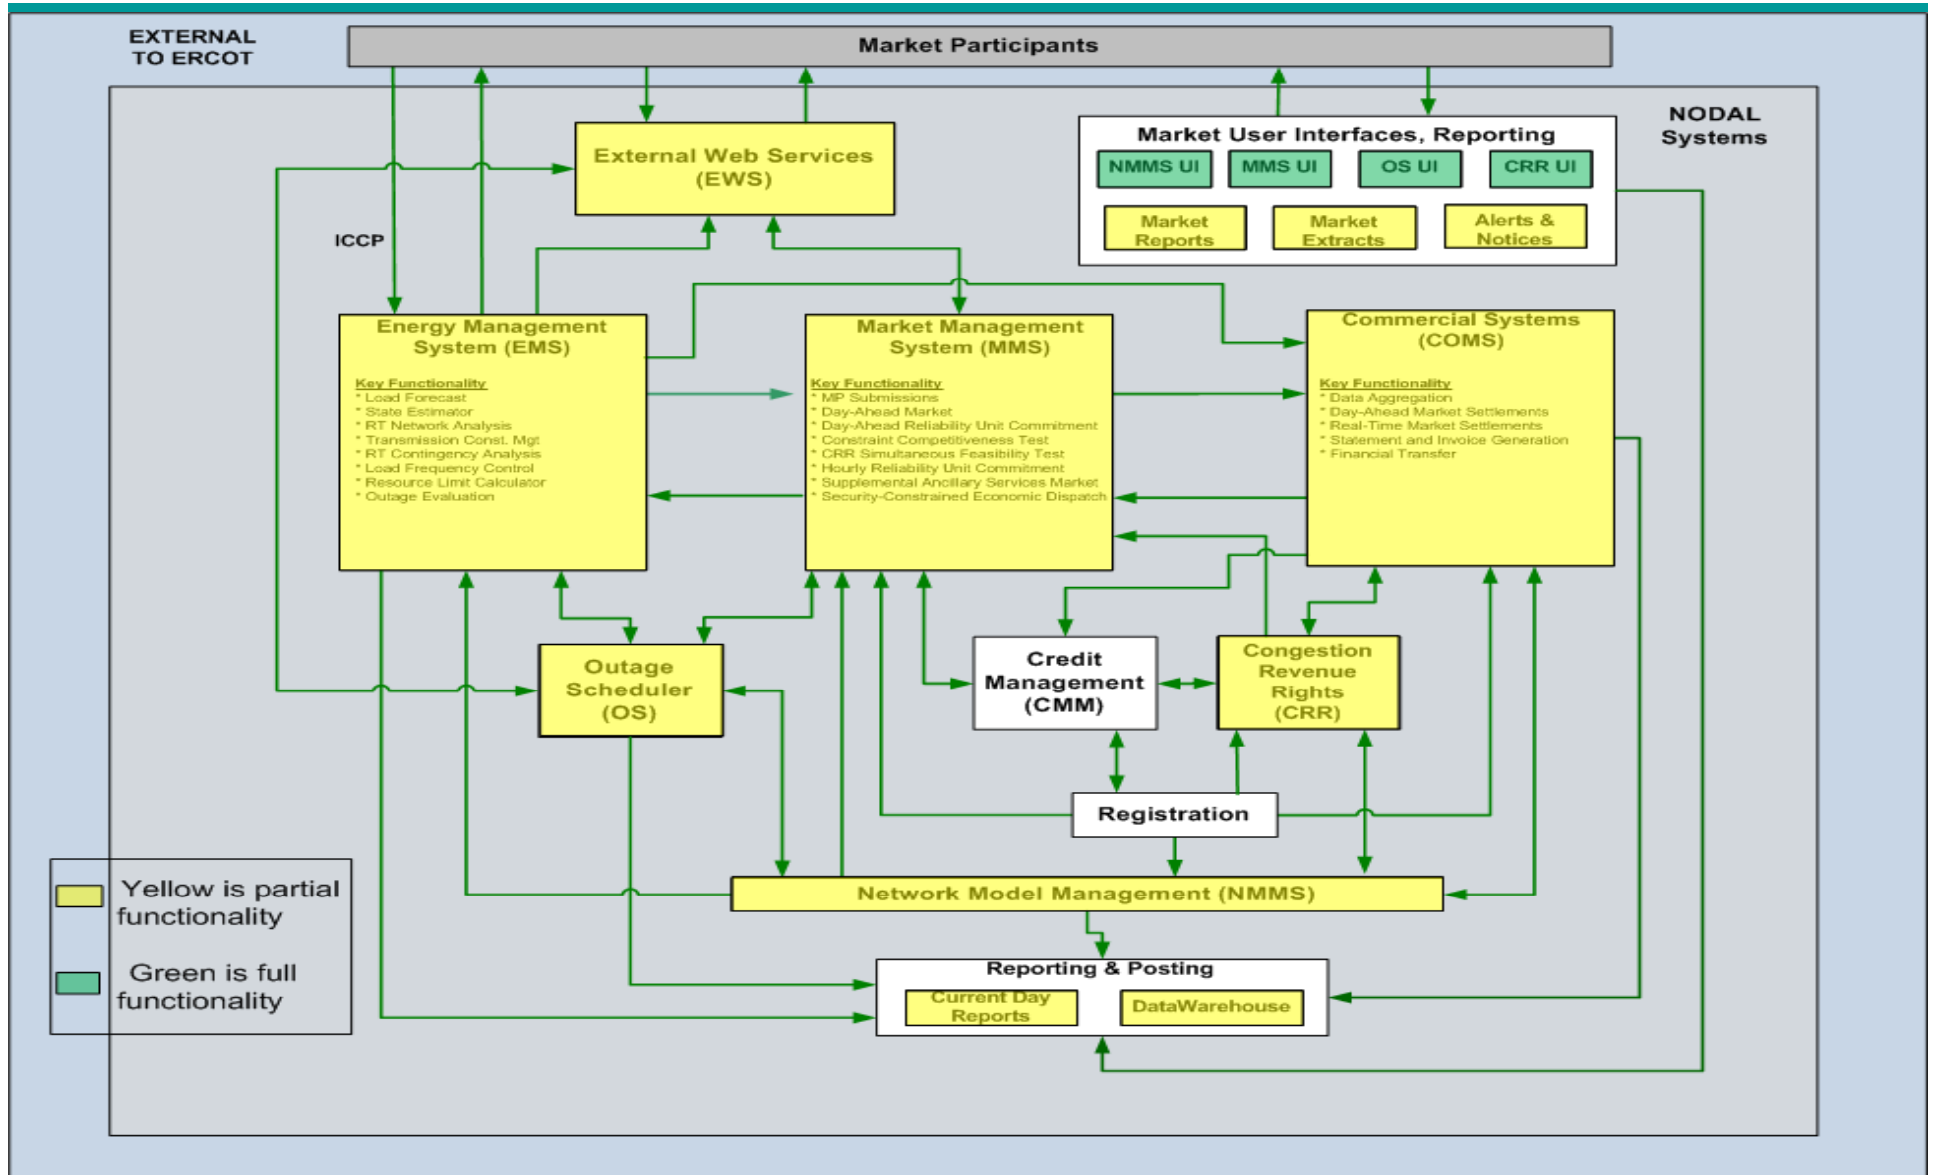 EXTERNAL
TO ERCOT
Market Participants
NODAL
Systems
External Web Services
(EWS)
Market User Interfaces, Reporting
NMMS UI
MMS UI
OS UI
CRR UI
Market
Reports
Market
Extracts
Alerts &
Notices
ICCP
Energy Management
System (EMS)
Key Functionality
* Load Forecast
* State Estimator
* RT Network Analysis
* Transmission Const. Mgt
* RT Contingency Analysis
* Load Frequency Control
* Resource Limit Calculator
* Outage Evaluation
Market Management
System (MMS)
Key Functionality
* MP Submissions
* Day-Ahead Market
* Day-Ahead Reliability Unit Commitment
* Constraint Competitiveness Test
* CRR Simultaneous Feasibility Test
* Hourly Reliability Unit Commitment
* Supplemental Ancillary Services Market
* Security-Constrained Economic Dispatch
Commercial Systems
(COMS)
Key Functionality
* Data Aggregation
* Day-Ahead Market Settlements
* Real-Time Market Settlements
* Statement and Invoice Generation
* Financial Transfer
Outage
Scheduler
(OS)
Credit
Management
(CMM)
Congestion
Revenue
Rights
(CRR)
Registration
Network Model Management (NMMS)
Reporting & Posting
Current Day
Reports
DataWarehouse
Yellow is partial
functionality
Green is full
functionality